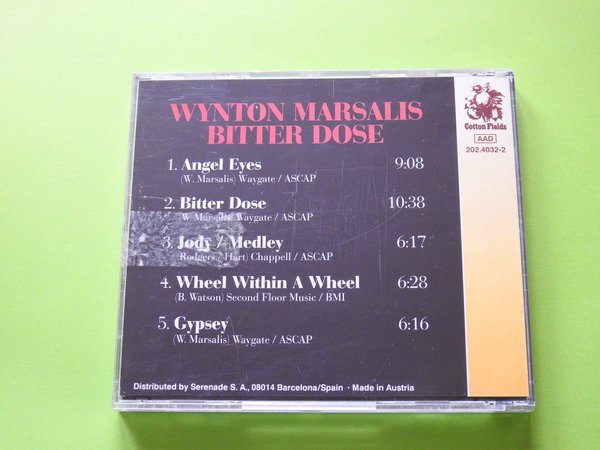 WYNTON MARSALIS
BITTER DOSE
1. Angel Eyes 9:08
(W. Marsalis) Waygate / ASCAP
2. Bitter Dose 10:38
(W. Marsalis) Waygate / ASCAP
3. Jody / Medley 6:17
(Rodgers / Hart) Chappell / ASCAP
4. Wheel Within A Wheel 6:28
(B. Watson) Second Floor Music / BMI
5. Gypsey 6:16
(W. Marsalis) Waygate / ASCAP
Distributed by Serenade S. A., 08014 Barcelona/Spain · Made in Austria
Cotton Fields
AAD
202.4032-2